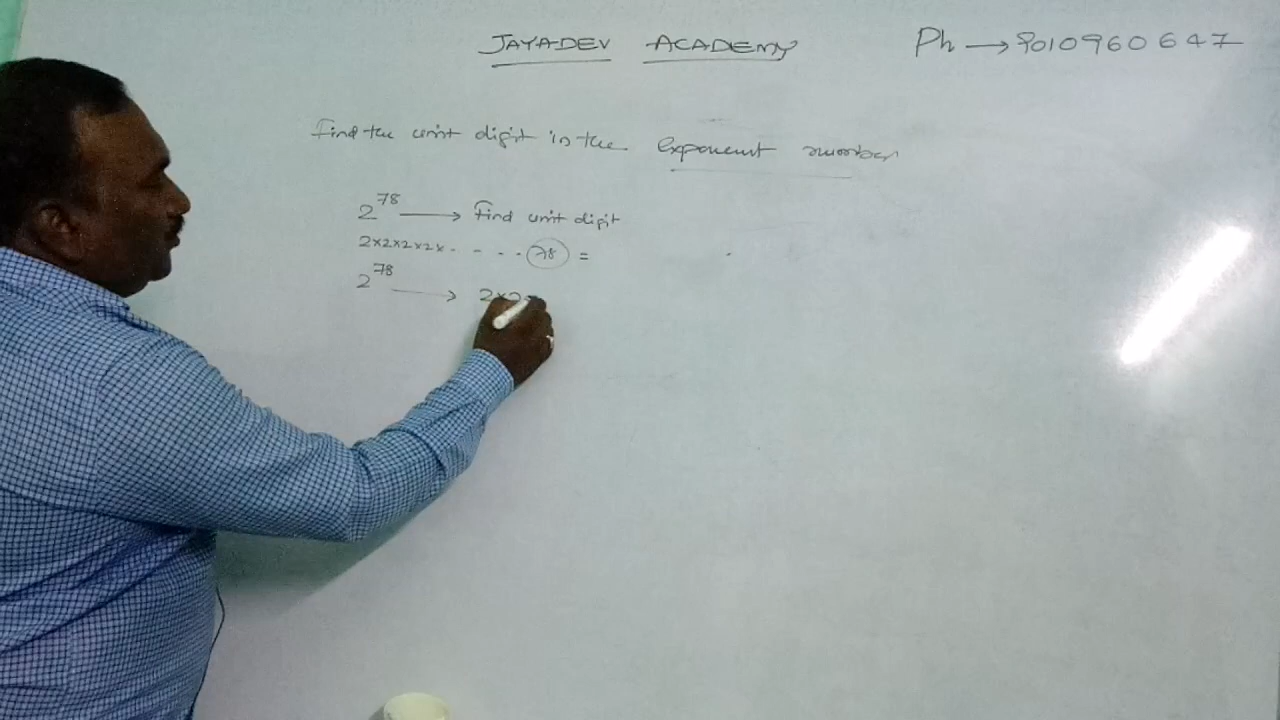 JAYADEV ACADEMY Ph → 9010960647
Find the unit digit in the Exponent number
2^78 → Find unit digit
2×2×2×2×. - - . . 78 =
2^78 → 2×2